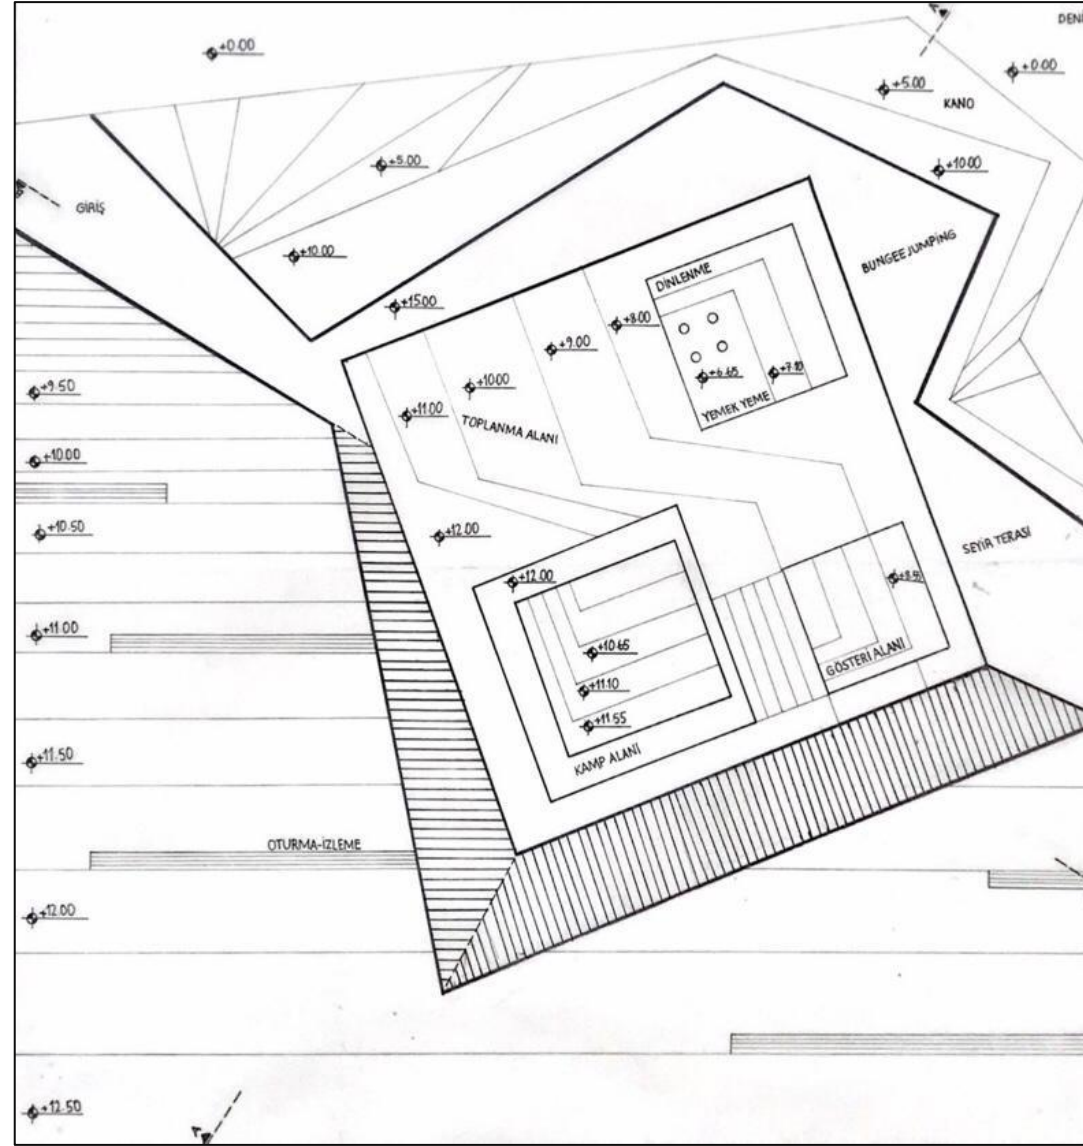 DENİ
+0.00
+0.00
+5.00
KANO
+5.00
+10.00
GİRİŞ
BUNGEE JUMPING
+10.00
DİNLENME
+15.00
+8.00
+9.00
+6.65
+7.10
+10.00
+9.50
YEMEK YEME
+11.00
TOPLANMA ALANI
+10.00
+10.50
+12.00
SEYİR TERASI
+12.00
+11.00
+10.65
GÖSTERİ ALANI
+11.10
+11.55
+11.50
KAMP ALANI
OTURMA-İZLEME
+12.00
+12.50